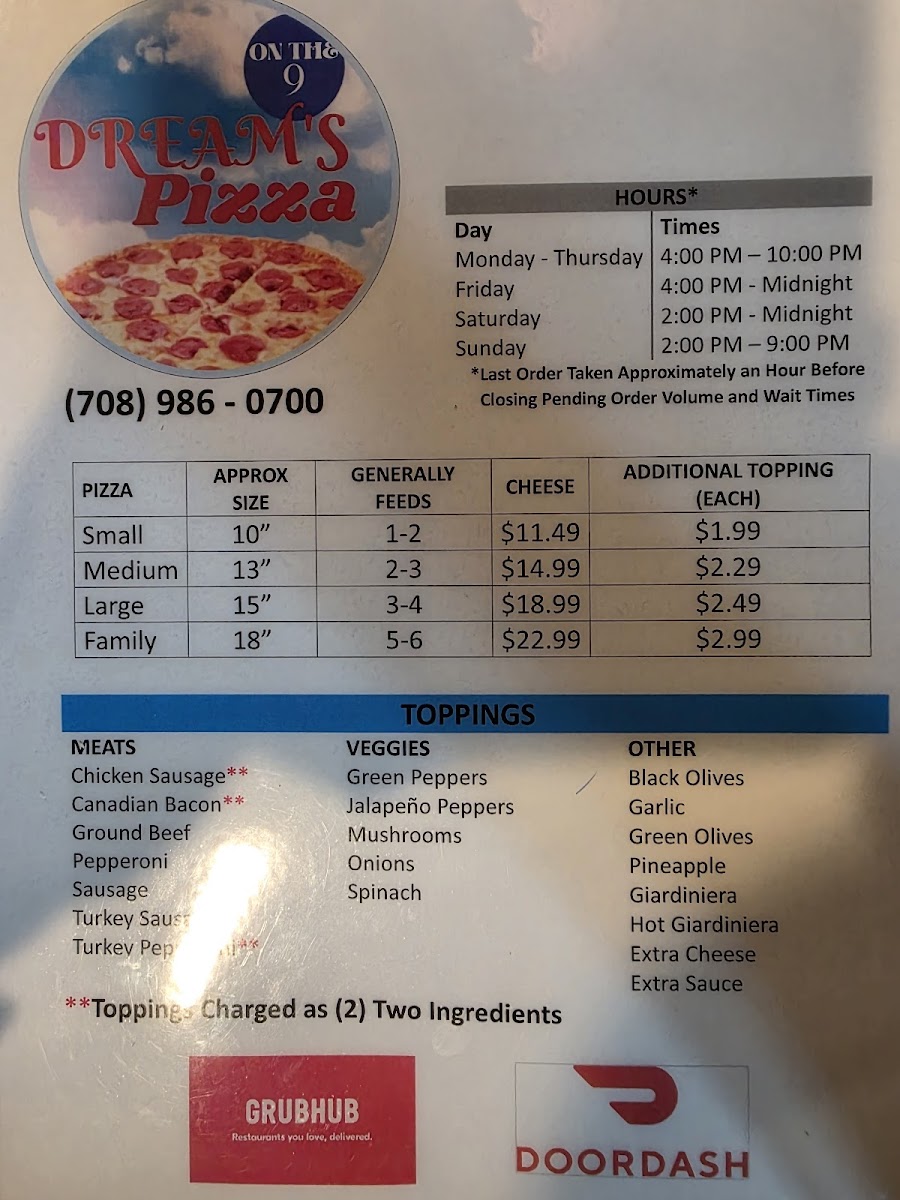 ON THE
9
DREAM'S
Pizza
(708) 986 - 0700
HOURS*
Day Times
Monday - Thursday 4:00 PM – 10:00 PM
Friday 4:00 PM - Midnight
Saturday 2:00 PM - Midnight
Sunday 2:00 PM – 9:00 PM
*Last Order Taken Approximately an Hour Before
Closing Pending Order Volume and Wait Times
PIZZA APPROX SIZE GENERALLY FEEDS CHEESE ADDITIONAL TOPPING (EACH)
Small 10” 1-2 $11.49 $1.99
Medium 13” 2-3 $14.99 $2.29
Large 15” 3-4 $18.99 $2.49
Family 18” 5-6 $22.99 $2.99
TOPPINGS
MEATS
Chicken Sausage**
Canadian Bacon**
Ground Beef
Pepperoni
Sausage
Turkey
Turkey
VEGGIES
Green Peppers
Jalapeño Peppers
Mushrooms
Onions
Spinach
OTHER
Black Olives
Garlic
Green Olives
Pineapple
Giardiniera
Hot Giardiniera
Extra Cheese
Extra Sauce
**Toppings Charged as (2) Two Ingredients
GRUBHUB
Restaurants you love, delivered.
DOORDASH